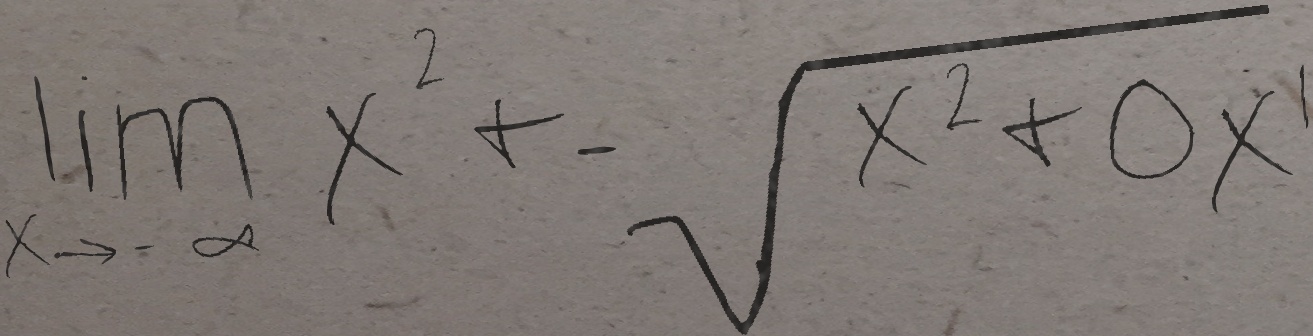 lim x² + - √x² + 0x¹
x → - ∞